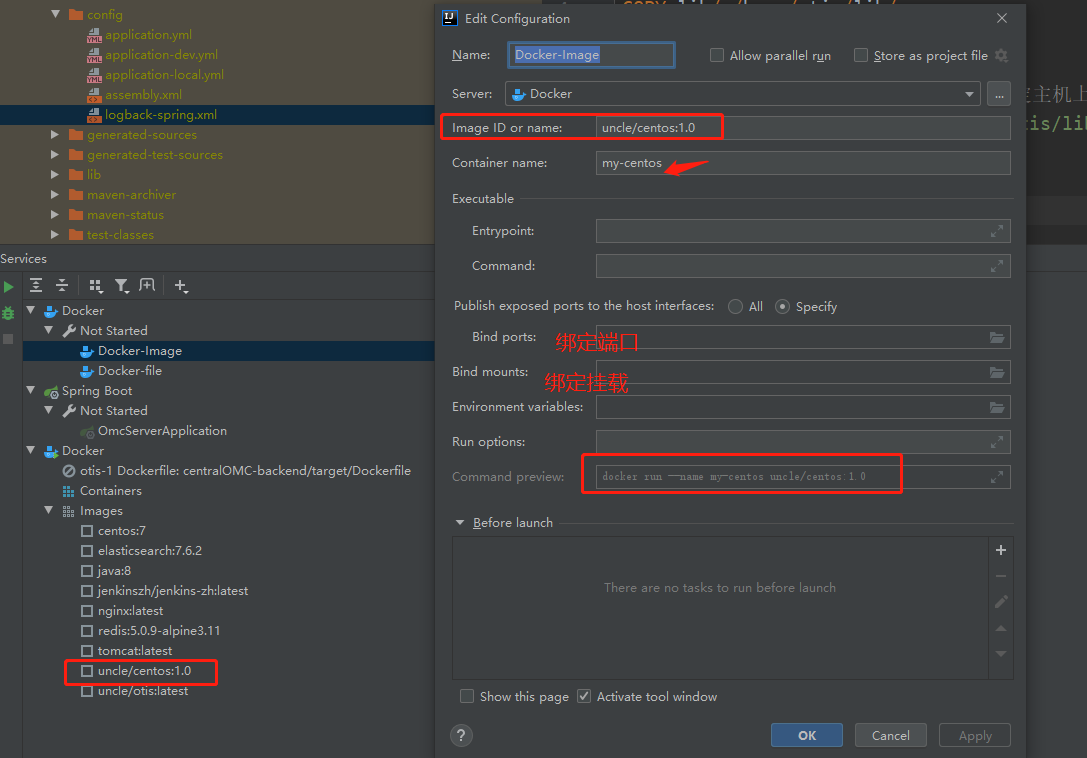 config
application.yml
application-dev.yml
application-local.yml
assembly.xml
logback-spring.xml
generated-sources
generated-test-sources
lib
maven-archiver
maven-status
test-classes
Services
Docker
Not Started
Docker-Image
Docker-file
Spring Boot
Not Started
OmcServerApplication
Docker
otis-1 Dockerfile: centralOMC-backend/target/Dockerfile
Containers
Images
centos:7
elasticsearch:7.6.2
java:8
jenkinszh/jenkins-zh:latest
nginx:latest
redis:5.0.9-alpine3.11
tomcat:latest
uncle/centos:1.0
uncle/otis:latest
Edit Configuration
Name: Docker-Image Allow parallel run Store as project file
Server: Docker ...
Image ID or name: uncle/centos:1.0
Container name: my-centos
Executable
Entrypoint:
Command:
Publish exposed ports to the host interfaces: All Specify
Bind ports: 绑定端口
Bind mounts: 绑定挂载
Environment variables:
Run options:
Command preview: docker run --name my-centos uncle/centos:1.0
Before launch
There are no tasks to run before launch
Show this page Activate tool window
? OK Cancel Apply
主机上
tis/lib